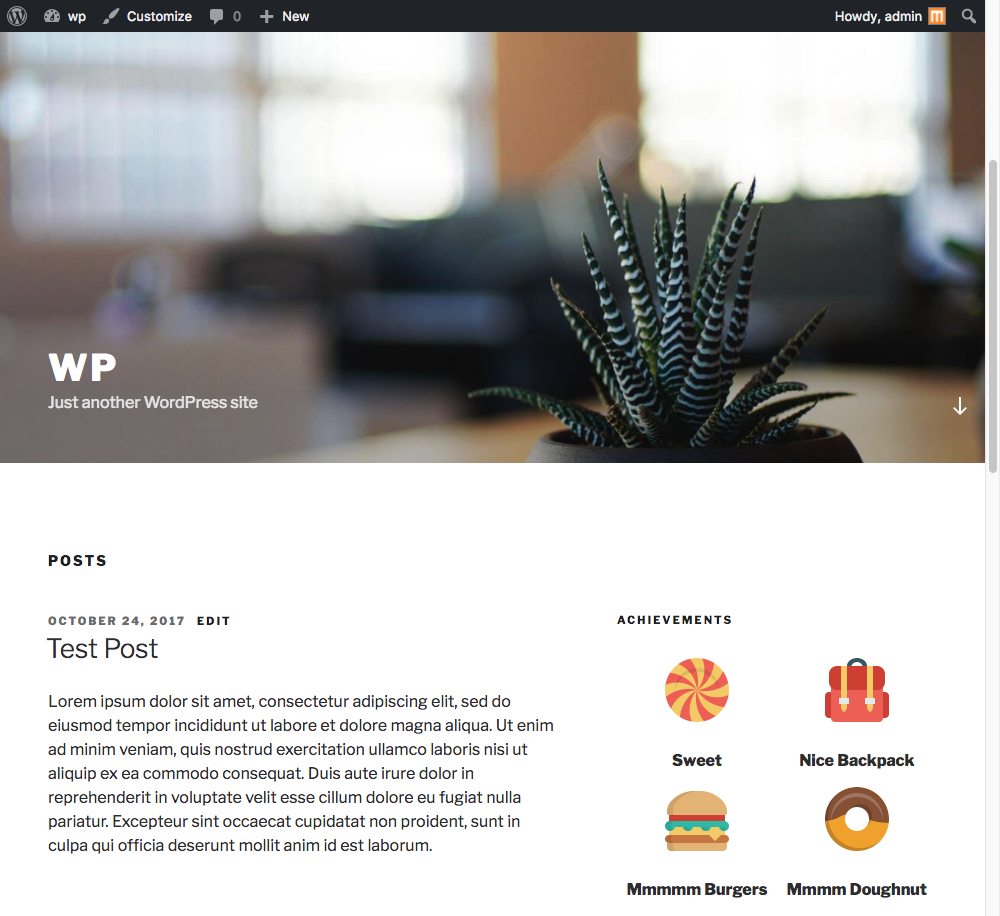 wp Customize 0 New Howdy, admin
WP
Just another WordPress site
POSTS
OCTOBER 24, 2017 EDIT
Test Post
Lorem ipsum dolor sit amet, consectetur adipiscing elit, sed do
eiusmod tempor incididunt ut labore et dolore magna aliqua. Ut enim
ad minim veniam, quis nostrud exercitation ullamco laboris nisi ut
aliquip ex ea commodo consequat. Duis aute irure dolor in
reprehenderit in voluptate velit esse cillum dolore eu fugiat nulla
pariatur. Excepteur sint occaecat cupidatat non proident, sunt in
culpa qui officia deserunt mollit anim id est laborum.
ACHIEVEMENTS
Sweet Nice Backpack
Mmmmm Burgers Mmmm Doughnut